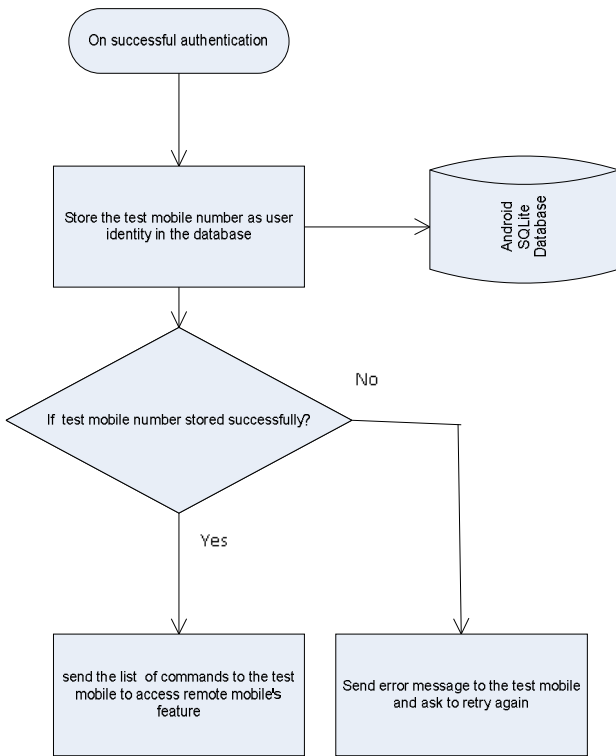 On successful authentication
Store the test mobile number as user
identity in the database
Android
SQLite
Database
If test mobile number stored successfully?
No
Yes
send the list of commands to the test
mobile to access remote mobile's
feature
Send error message to the test mobile
and ask to retry again